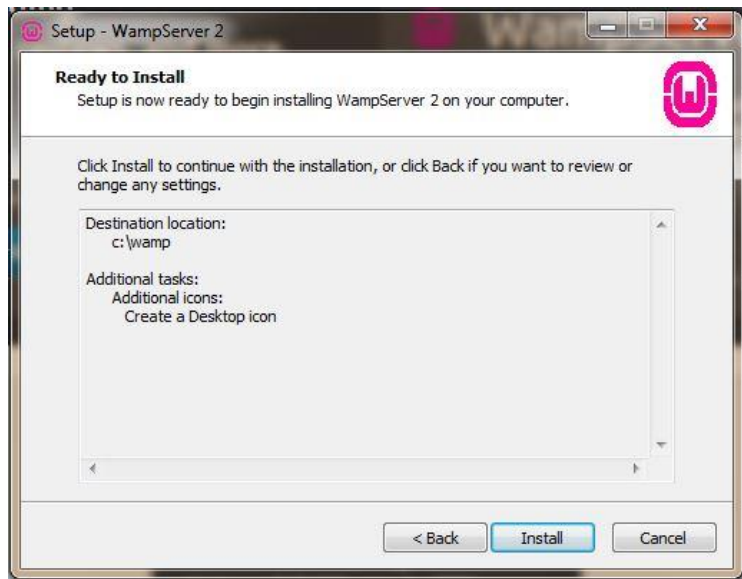 Setup - WampServer 2
Ready to Install
Setup is now ready to begin installing WampServer 2 on your computer.
Click Install to continue with the installation, or click Back if you want to review or
change any settings.
Destination location:
c:\wamp
Additional tasks:
Additional icons:
Create a Desktop icon
< Back
Install
Cancel